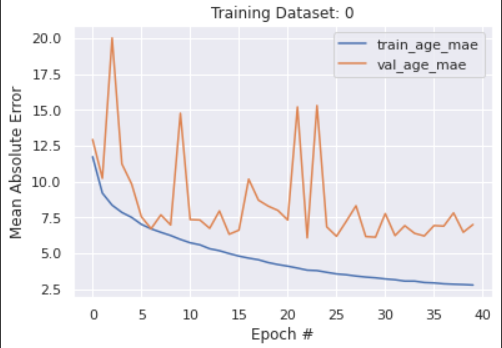 Training Dataset: 0
train_age_mae
val_age_mae
Mean Absolute Error
20.0
17.5
15.0
12.5
10.0
7.5
5.0
2.5
0 5 10 15 20 25 30 35 40
Epoch #